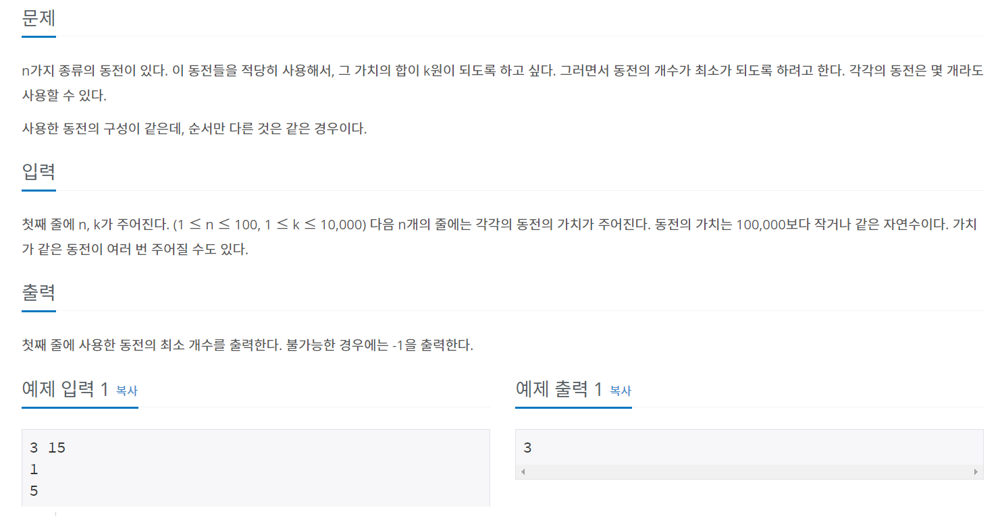 문제
n가지 종류의 동전이 있다. 이 동전들을 적당히 사용해서, 그 가치의 합이 k원이 되도록 하고 싶다. 그러면서 동전의 개수가 최소가 되도록 하려고 한다. 각각의 동전은 몇 개라도
사용할 수 있다.
사용한 동전의 구성이 같은데, 순서만 다른 것은 같은 경우이다.
입력
첫째 줄에 n, k가 주어진다. (1 ≤ n ≤ 100, 1 ≤ k ≤ 10,000) 다음 n개의 줄에는 각각의 동전의 가치가 주어진다. 동전의 가치는 100,000보다 작거나 같은 자연수이다. 가치
가 같은 동전이 여러 번 주어질 수도 있다.
출력
첫째 줄에 사용한 동전의 최소 개수를 출력한다. 불가능한 경우에는 -1을 출력한다.
예제 입력 1 복사
3 15
1
5
예제 출력 1 복사
3